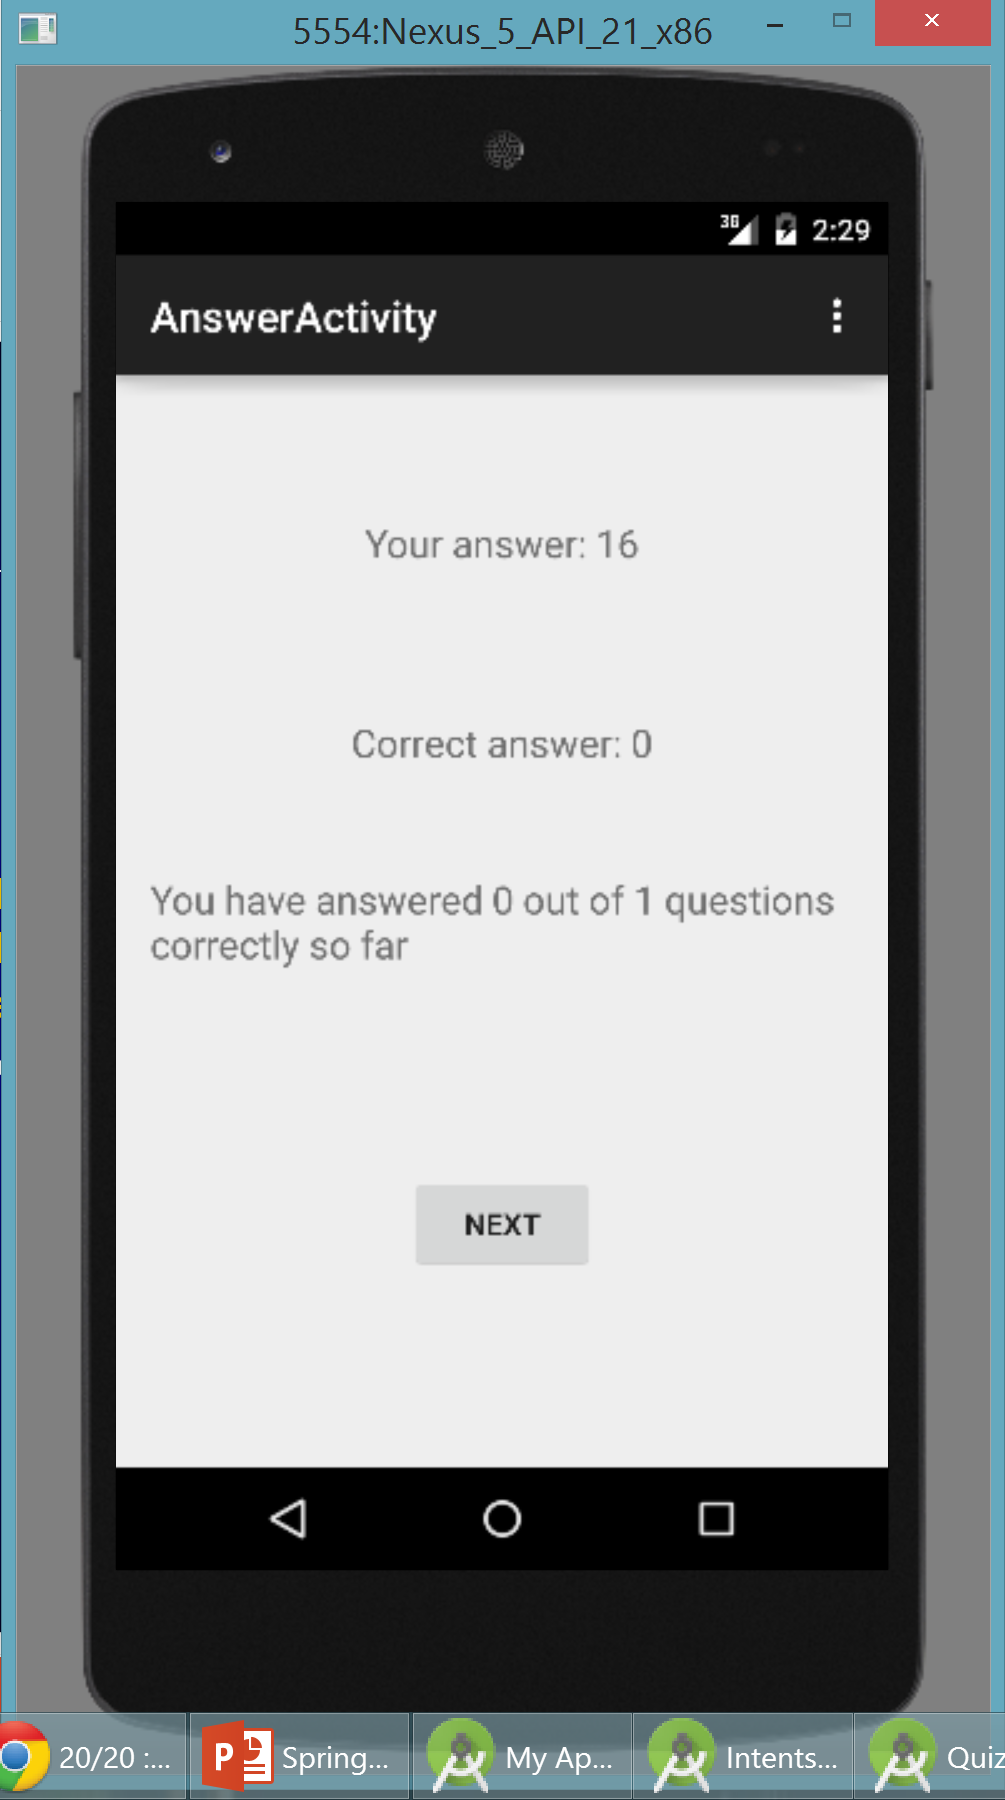 5554:Nexus_5_API_21_x86
3G 2:29
AnswerActivity
Your answer: 16
Correct answer: 0
You have answered 0 out of 1 questions
correctly so far
NEXT
20/20 :... Spring... My Ap... Intents... Quiz